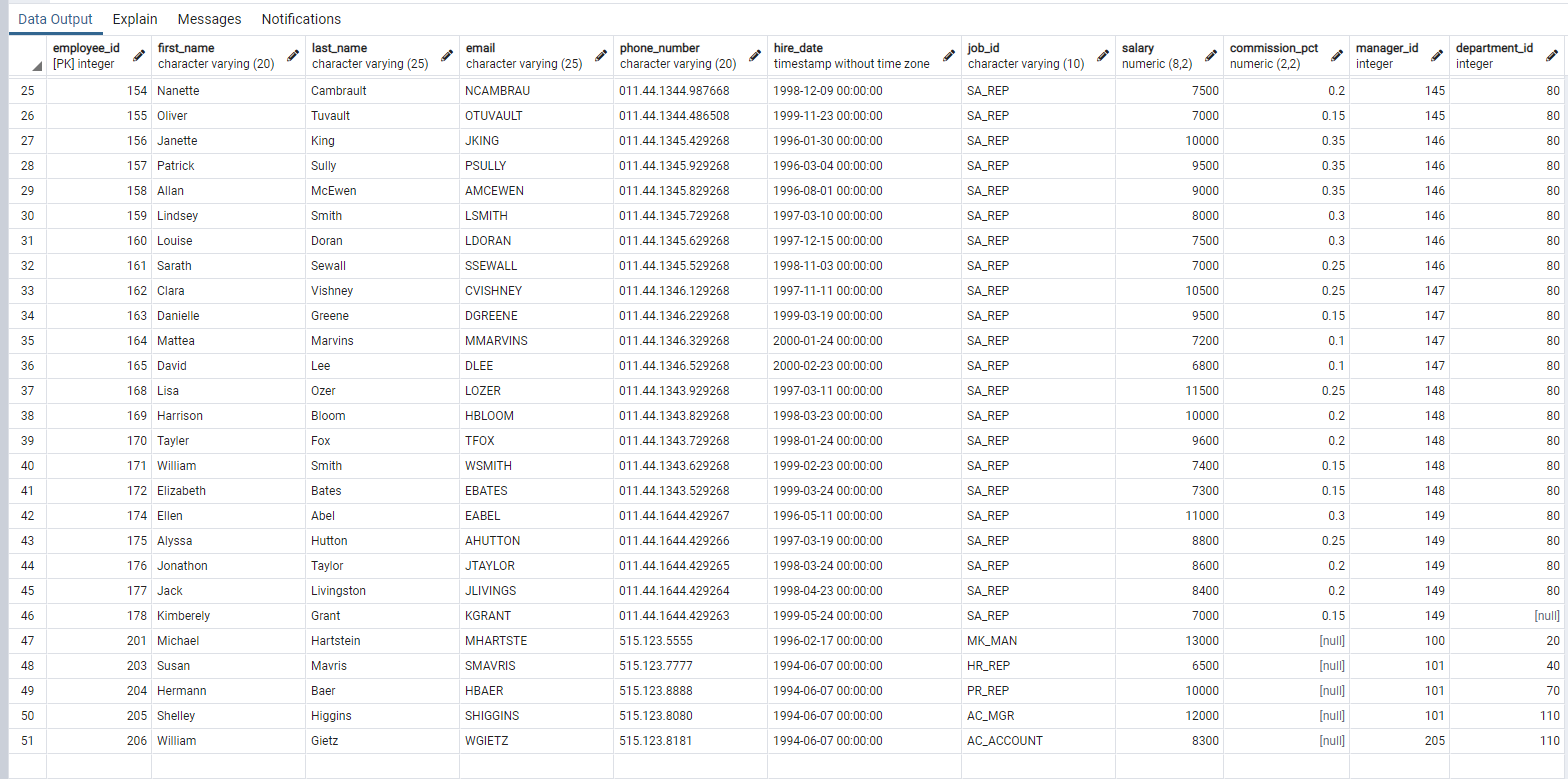 Data Output Explain Messages Notifications
employee_id first_name last_name email phone_number hire_date job_id salary commission_pct manager_id department_id
[PK] integer character varying (20) character varying (25) character varying (25) character varying (20) timestamp without time zone character varying (10) numeric (8,2) numeric (2,2) integer integer
25 154 Nanette Cambrault NCAMBRAU 011.44.1344.987668 1998-12-09 00:00:00 SA_REP 7500 0.2 145 80
26 155 Oliver Tuvault OTUVAULT 011.44.1344.486508 1999-11-23 00:00:00 SA_REP 7000 0.15 145 80
27 156 Janette King JKING 011.44.1345.429268 1996-01-30 00:00:00 SA_REP 10000 0.35 146 80
28 157 Patrick Sully PSULLY 011.44.1345.929268 1996-03-04 00:00:00 SA_REP 9500 0.35 146 80
29 158 Allan McEwen AMCEWEN 011.44.1345.829268 1996-08-01 00:00:00 SA_REP 9000 0.35 146 80
30 159 Lindsey Smith LSMITH 011.44.1345.729268 1997-03-10 00:00:00 SA_REP 8000 0.3 146 80
31 160 Louise Doran LDORAN 011.44.1345.629268 1997-12-15 00:00:00 SA_REP 7500 0.3 146 80
32 161 Sarath Sewall SSEWALL 011.44.1345.529268 1998-11-03 00:00:00 SA_REP 7000 0.25 146 80
33 162 Clara Vishney CVISHNEY 011.44.1346.129268 1997-11-11 00:00:00 SA_REP 10500 0.25 147 80
34 163 Danielle Greene DGREENE 011.44.1346.229268 1999-03-19 00:00:00 SA_REP 9500 0.15 147 80
35 164 Mattea Marvins MMARVINS 011.44.1346.329268 2000-01-24 00:00:00 SA_REP 7200 0.1 147 80
36 165 David Lee DLEE 011.44.1346.529268 2000-02-23 00:00:00 SA_REP 6800 0.1 147 80
37 168 Lisa Ozer LOZER 011.44.1343.929268 1997-03-11 00:00:00 SA_REP 11500 0.25 148 80
38 169 Harrison Bloom HBLOOM 011.44.1343.829268 1998-03-23 00:00:00 SA_REP 10000 0.2 148 80
39 170 Tayler Fox TFOX 011.44.1343.729268 1998-01-24 00:00:00 SA_REP 9600 0.2 148 80
40 171 William Smith WSMITH 011.44.1343.629268 1999-02-23 00:00:00 SA_REP 7400 0.15 148 80
41 172 Elizabeth Bates EBATES 011.44.1343.529268 1999-03-24 00:00:00 SA_REP 7300 0.15 148 80
42 174 Ellen Abel EABEL 011.44.1644.429267 1996-05-11 00:00:00 SA_REP 11000 0.3 149 80
43 175 Alyssa Hutton AHUTTON 011.44.1644.429266 1997-03-19 00:00:00 SA_REP 8800 0.25 149 80
44 176 Jonathon Taylor JTAYLOR 011.44.1644.429265 1998-03-24 00:00:00 SA_REP 8600 0.2 149 80
45 177 Jack Livingston JLIVINGS 011.44.1644.429264 1998-04-23 00:00:00 SA_REP 8400 0.2 149 80
46 178 Kimberely Grant KGRANT 011.44.1644.429263 1999-05-24 00:00:00 SA_REP 7000 0.15 149 [null]
47 201 Michael Hartstein MHARTSTE 515.123.5555 1996-02-17 00:00:00 MK_MAN 13000 [null] 100 20
48 203 Susan Mavris SMAVRIS 515.123.7777 1994-06-07 00:00:00 HR_REP 6500 [null] 101 40
49 204 Hermann Baer HBAER 515.123.8888 1994-06-07 00:00:00 PR_REP 10000 [null] 101 70
50 205 Shelley Higgins SHIGGINS 515.123.8080 1994-06-07 00:00:00 AC_MGR 12000 [null] 101 110
51 206 William Gietz WGIETZ 515.123.8181 1994-06-07 00:00:00 AC_ACCOUNT 8300 [null] 205 110